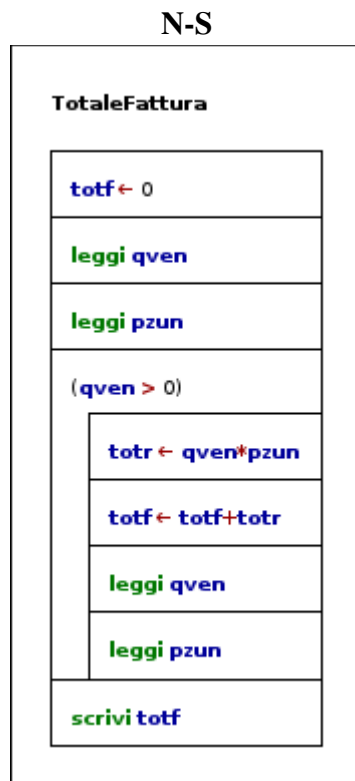 N-S
TotaleFattura
totf ← 0
leggi qven
leggi pzun
(qven > 0)
totr ← qven*pzun
totf ← totf+totr
leggi qven
leggi pzun
scrivi totf